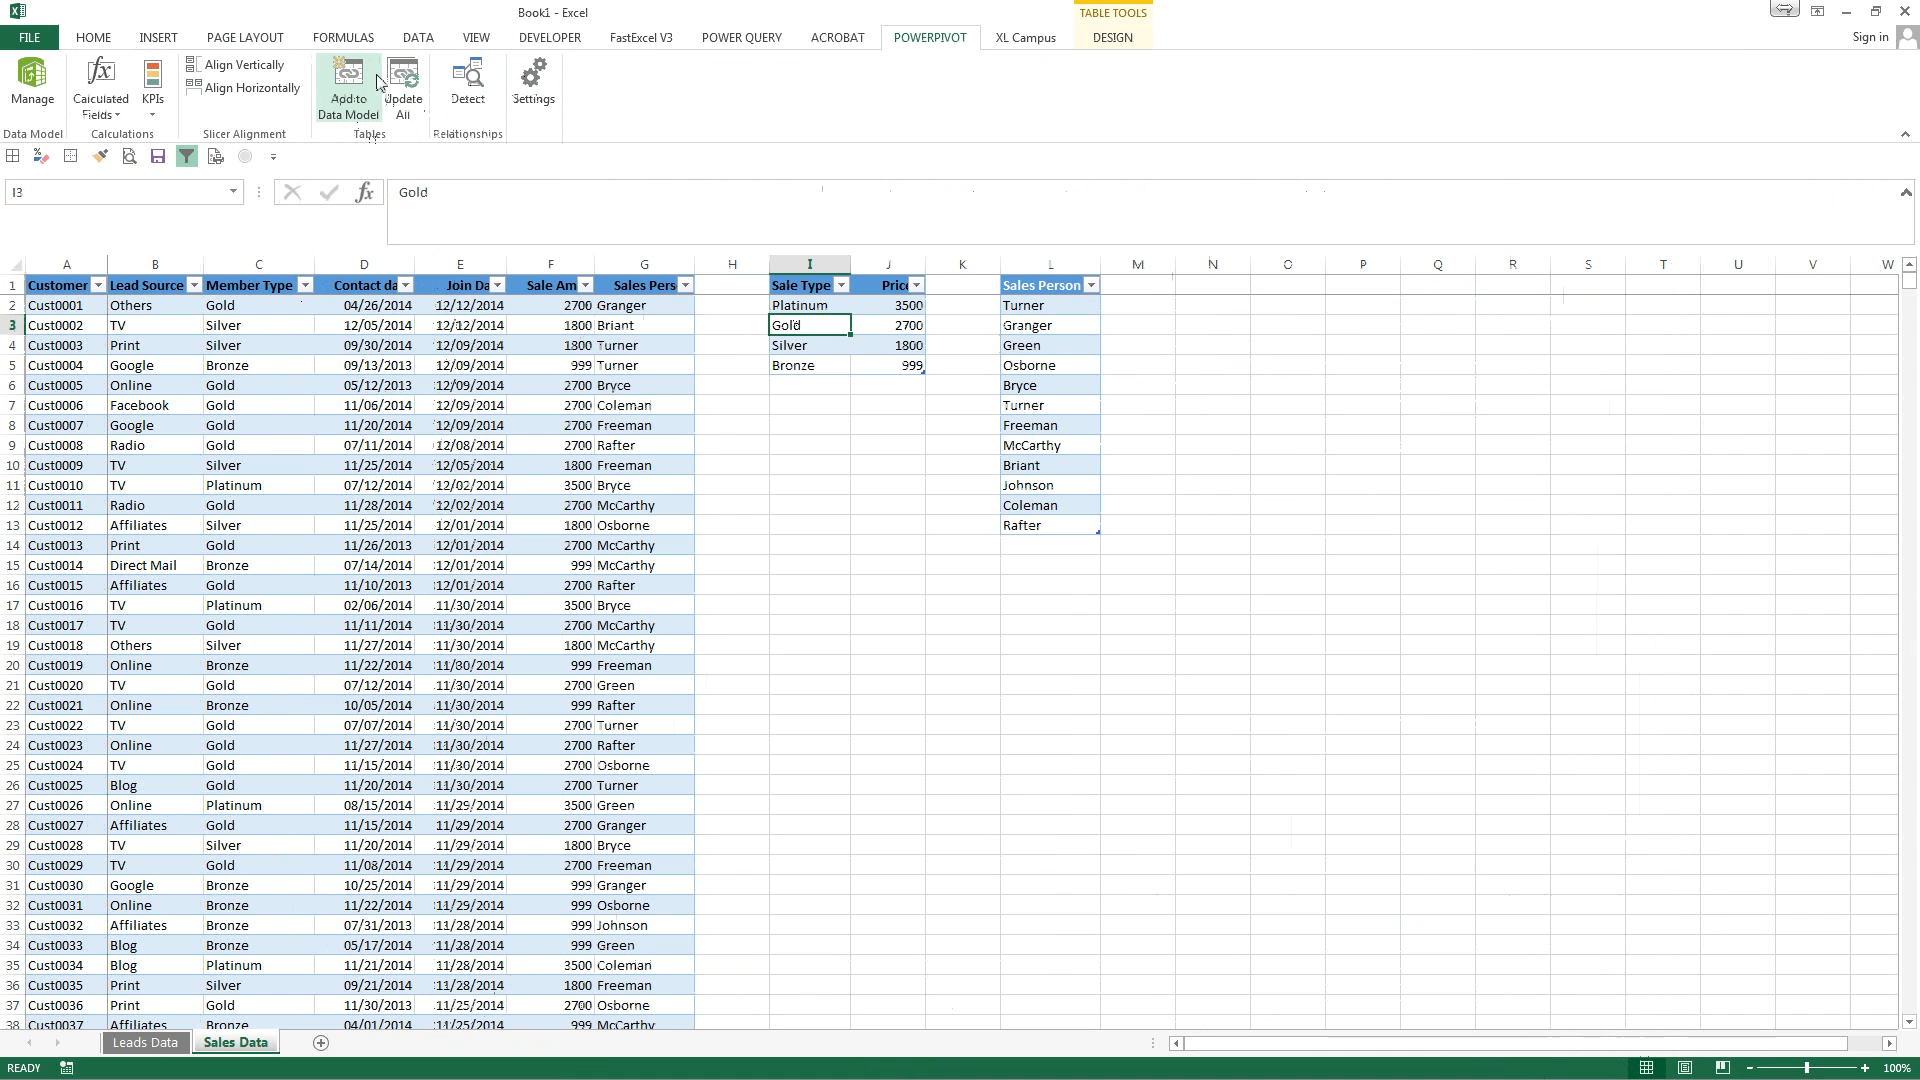 Book1 - Excel
TABLE TOOLS
FILE HOME INSERT PAGE LAYOUT FORMULAS DATA VIEW DEVELOPER FastExcel V3 POWER QUERY ACROBAT POWERPIVOT XL Campus DESIGN Sign in
Manage
Calculated Fields
KPIs
Align Vertically
Align Horizontally
Add to Data Model
Update All
Detect
Settings
Data Model Calculations Slicer Alignment Tables Relationships
I3 fx Gold
A B C D E F G H I J K L M N O P Q R S T U V W
1 Customer Lead Source Member Type Contact da Join Da Sale Am Sales Pers Sale Type Price Sales Person
2 Cust0001 Others Gold 04/26/2014 12/12/2014 2700 Granger Platinum 3500 Turner
3 Cust0002 TV Silver 12/05/2014 12/12/2014 1800 Briant Gold 2700 Granger
4 Cust0003 Print Silver 09/30/2014 12/09/2014 1800 Turner Silver 1800 Green
5 Cust0004 Google Bronze 09/13/2013 12/09/2014 999 Turner Bronze 999 Osborne
6 Cust0005 Online Gold 05/12/2013 12/09/2014 2700 Bryce Bryce
7 Cust0006 Facebook Gold 11/06/2014 12/09/2014 2700 Coleman Turner
8 Cust0007 Google Gold 11/20/2014 12/09/2014 2700 Freeman Freeman
9 Cust0008 Radio Gold 07/11/2014 12/08/2014 2700 Rafter McCarthy
10 Cust0009 TV Silver 11/25/2014 12/05/2014 1800 Freeman Briant
11 Cust0010 TV Platinum 07/12/2014 12/02/2014 3500 Bryce Johnson
12 Cust0011 Radio Gold 11/28/2014 12/02/2014 2700 McCarthy Coleman
13 Cust0012 Affiliates Silver 11/25/2014 12/01/2014 1800 Osborne Rafter
14 Cust0013 Print Gold 11/26/2013 12/01/2014 2700 McCarthy
15 Cust0014 Direct Mail Bronze 07/14/2014 12/01/2014 999 McCarthy
16 Cust0015 Affiliates Gold 11/10/2013 12/01/2014 2700 Rafter
17 Cust0016 TV Platinum 02/06/2014 11/30/2014 3500 Bryce
18 Cust0017 TV Gold 11/11/2014 11/30/2014 2700 McCarthy
19 Cust0018 Others Silver 11/27/2014 11/30/2014 1800 McCarthy
20 Cust0019 Online Bronze 11/22/2014 11/30/2014 999 Freeman
21 Cust0020 TV Gold 07/12/2014 11/30/2014 2700 Green
22 Cust0021 Online Bronze 10/05/2014 11/30/2014 999 Rafter
23 Cust0022 TV Gold 07/07/2014 11/30/2014 2700 Turner
24 Cust0023 Online Gold 11/27/2014 11/30/2014 2700 Rafter
25 Cust0024 TV Gold 11/15/2014 11/30/2014 2700 Osborne
26 Cust0025 Blog Gold 11/20/2014 11/30/2014 2700 Turner
27 Cust0026 Online Platinum 08/15/2014 11/29/2014 3500 Green
28 Cust0027 Affiliates Gold 11/15/2014 11/29/2014 2700 Granger
29 Cust0028 TV Silver 11/20/2014 11/29/2014 1800 Bryce
30 Cust0029 TV Gold 11/08/2014 11/29/2014 2700 Freeman
31 Cust0030 Google Bronze 10/25/2014 11/29/2014 999 Granger
32 Cust0031 Online Bronze 11/22/2014 11/29/2014 999 Osborne
33 Cust0032 Affiliates Bronze 07/31/2013 11/28/2014 999 Johnson
34 Cust0033 Blog Bronze 05/17/2014 11/28/2014 999 Green
35 Cust0034 Blog Platinum 11/21/2014 11/28/2014 3500 Coleman
36 Cust0035 Print Silver 09/21/2014 11/28/2014 1800 Freeman
37 Cust0036 Print Gold 11/30/2013 11/25/2014 2700 Osborne
38 Cust0037 Affiliates Bronze 04/01/2014 11/25/2014 999 McCarthy
Leads Data Sales Data
READY 100%